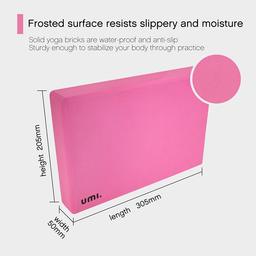 Frosted surface resists slippery and moisture
Solid yoga bricks are water-proof and anti-slip
Sturdy enough to stabilize your body through practice
height 205mm
umi.
length 305mm
width
50mm